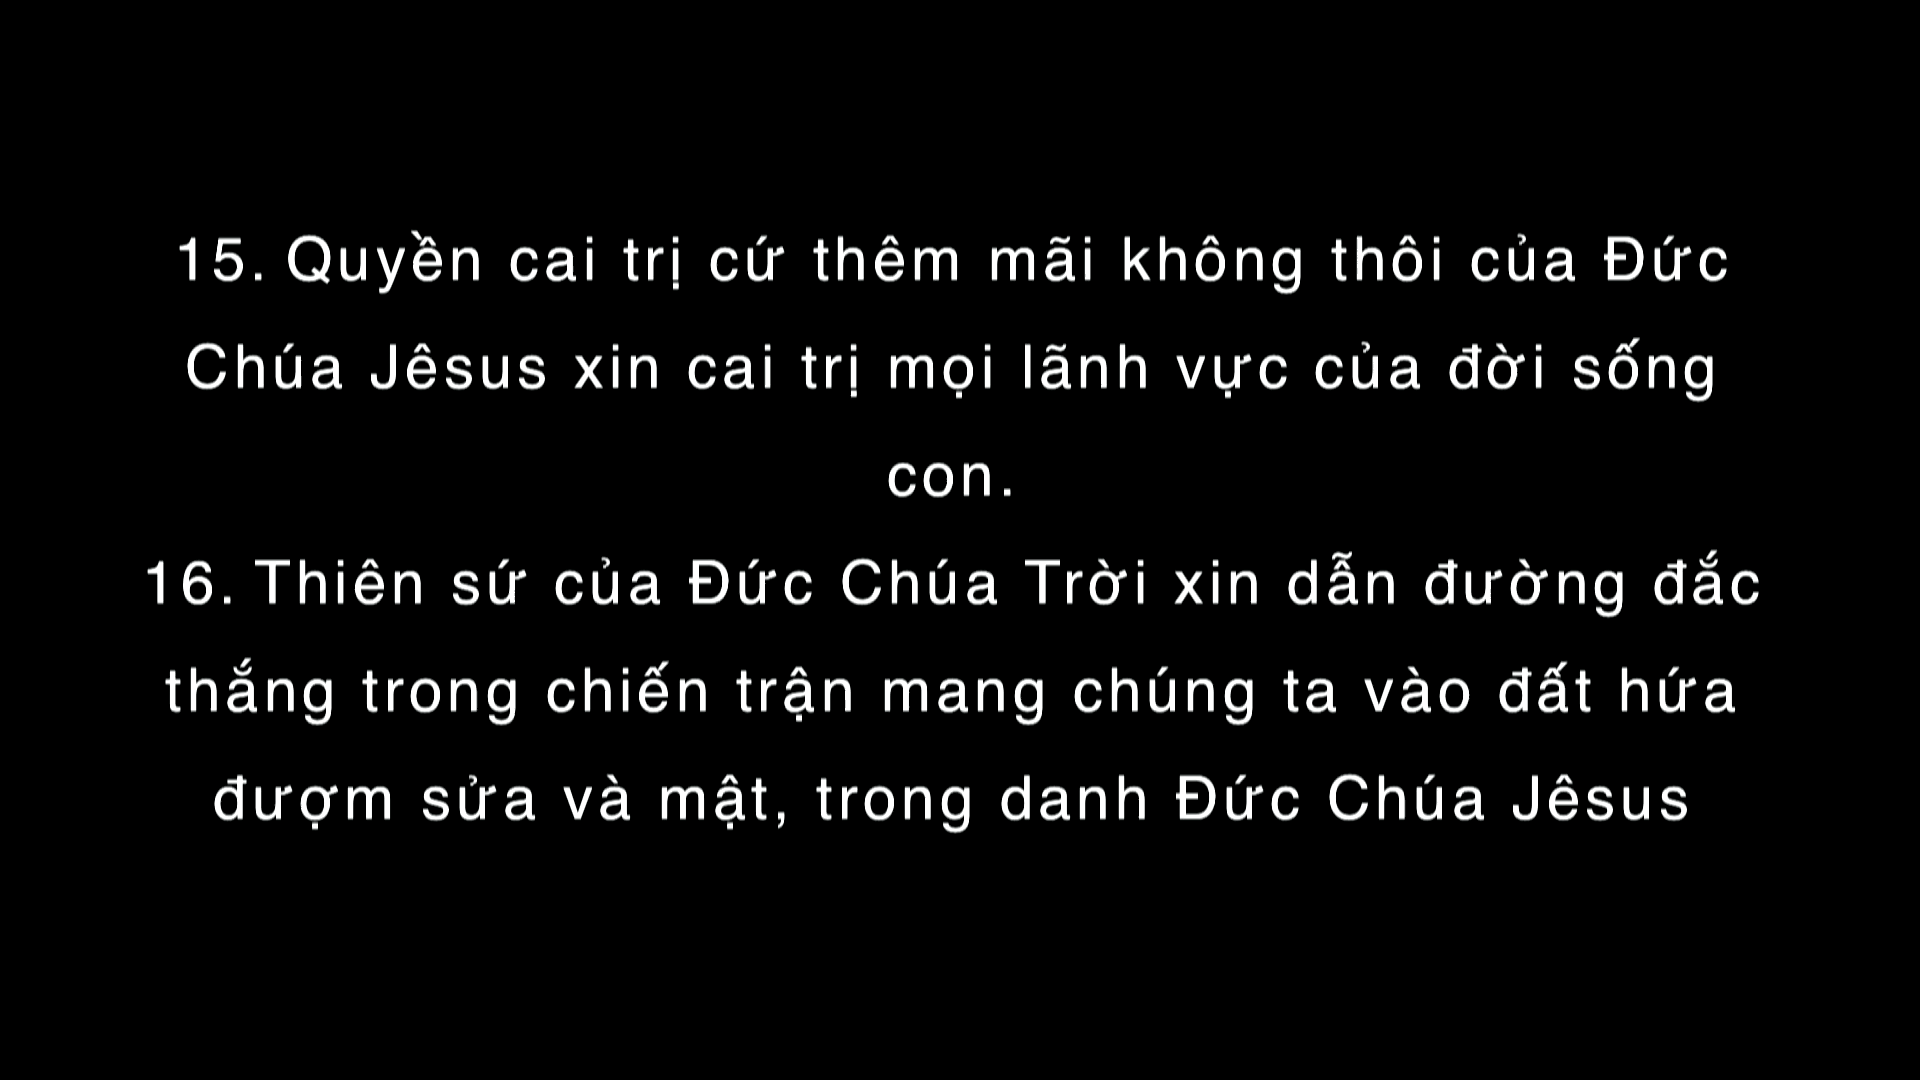 15. Quyền cai trị cứ thêm mãi không thôi của Đức
Chúa Jêsus xin cai trị mọi lãnh vực của đời sống
con.
16. Thiên sứ của Đức Chúa Trời xin dẫn đường đắc
thắng trong chiến trận mang chúng ta vào đất hứa
đượm sửa và mật, trong danh Đức Chúa Jêsus